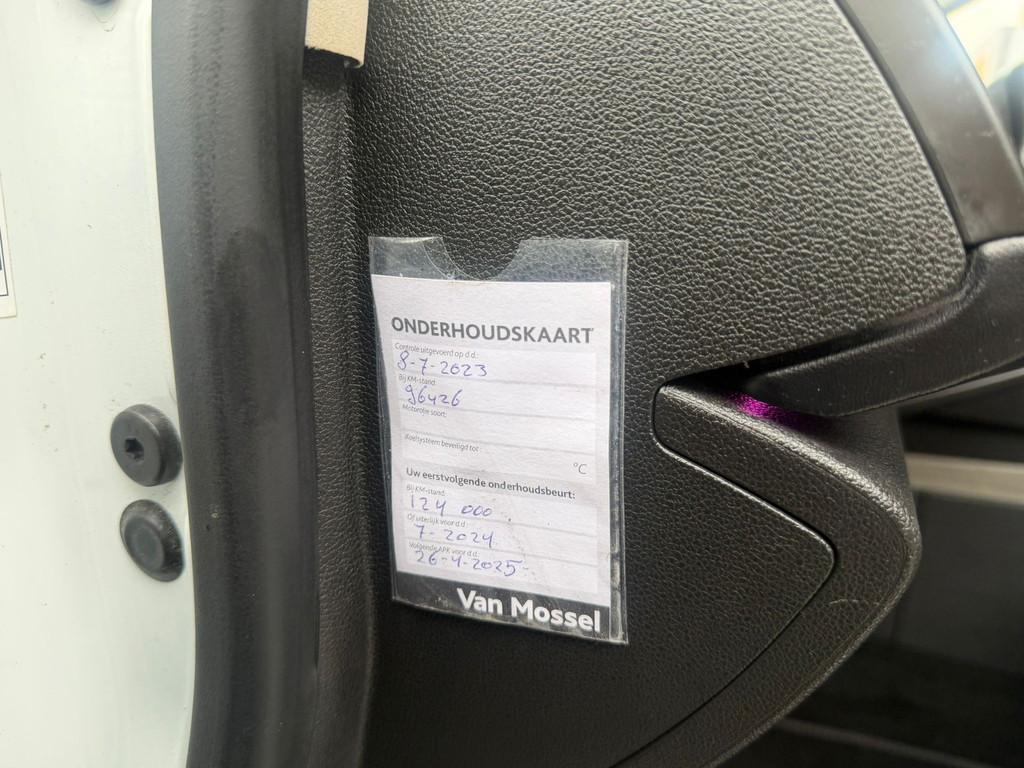 ONDERHOUDSKAART
Controle uitgevoerd op d.d.:
8-7-2023
Bij KM-stand:
96426
Motorolie soort:
Koelsysteem beveiligd tot:
°C
Uw eerstvolgende onderhoudsbeurt:
Bij KM-stand:
124 000
Of uiterlijk voor d.d.:
7-2024
Volgende APK voor d.d.:
26-4-2025
Van Mossel